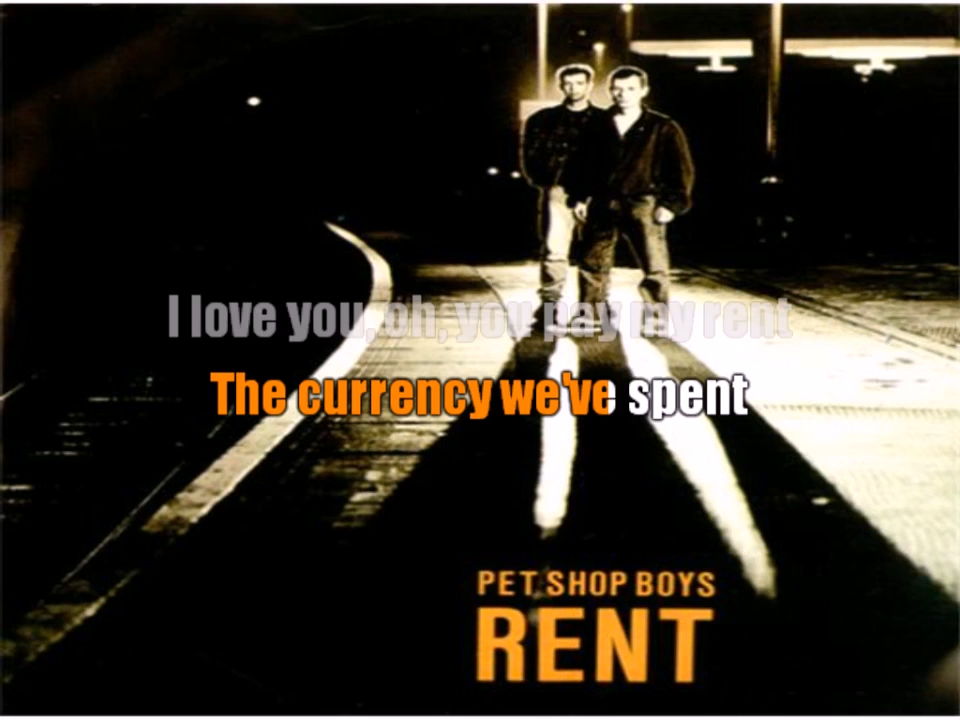 I love you, oh, you pay my rent
The currency we've spent
PET SHOP BOYS
RENT